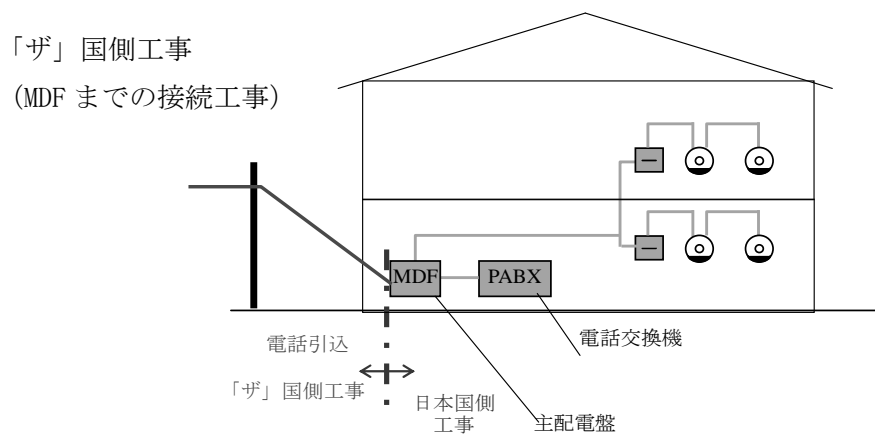 「ザ」国側工事
(MDF までの接続工事)
MDF
PABX
電話引込
電話交換機
「ザ」国側工事
日本国側
工事
主配電盤